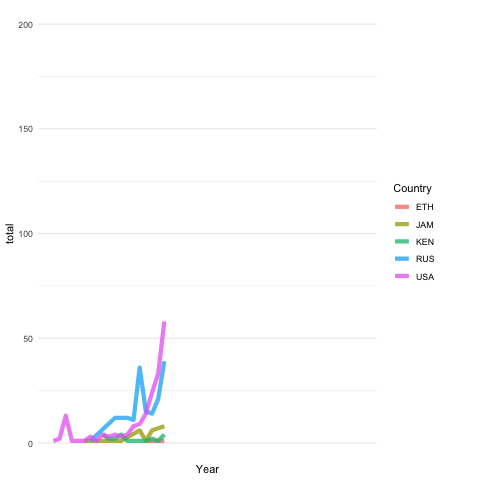 200
150
100
50
0
total
Year
Country
ETH
JAM
KEN
RUS
USA